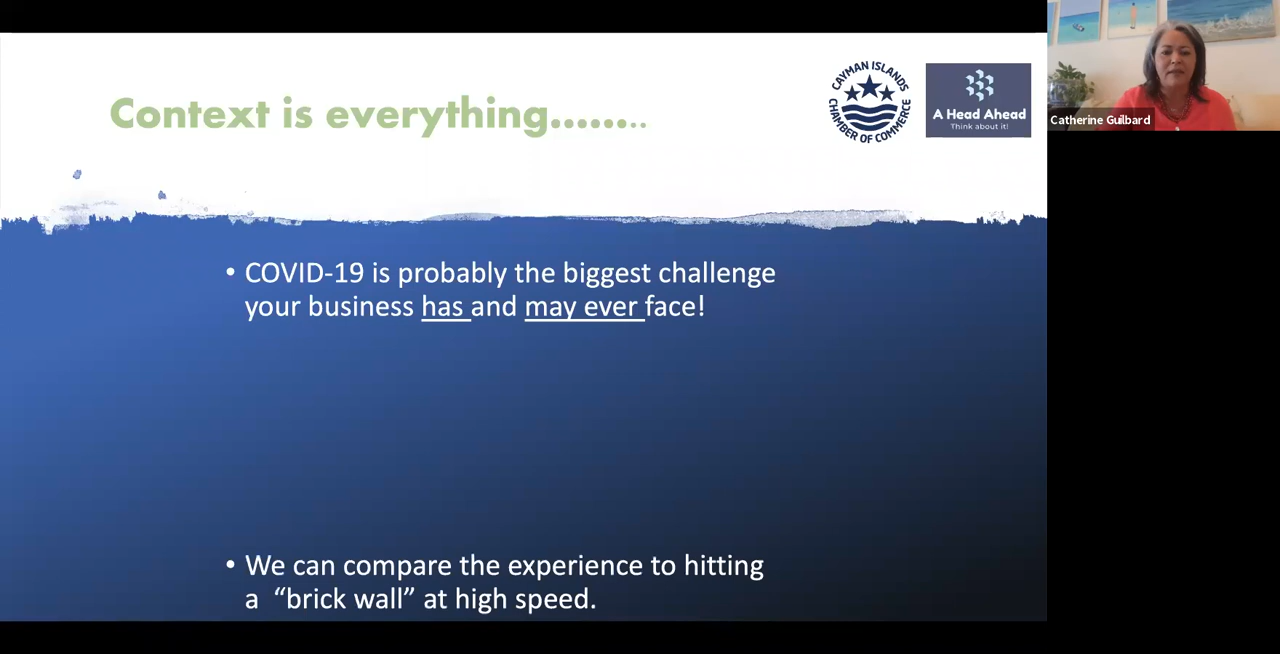 Context is everything........
CAYMAN ISLANDS
CHAMBER OF COMMERCE
A Head Ahead
Think about it!
Catherine Guilbard
• COVID-19 is probably the biggest challenge
your business has and may ever face!
• We can compare the experience to hitting
a “brick wall” at high speed.